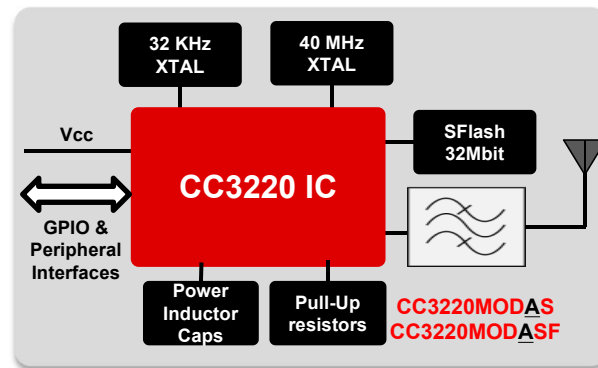 32 KHz
XTAL
40 MHz
XTAL
Vcc
SFlash
32Mbit
CC3220 IC
GPIO &
Peripheral
Interfaces
Power
Inductor
Caps
Pull-Up
resistors
CC3220MODAS
CC3220MODASF